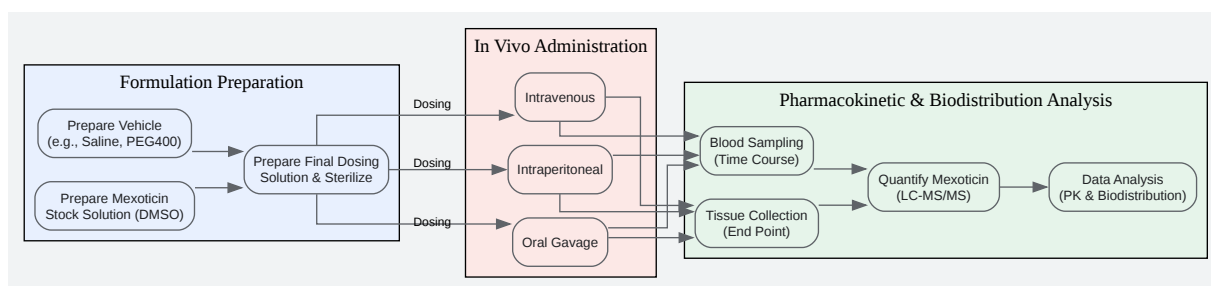 Formulation Preparation
Prepare Vehicle
(e.g., Saline, PEG400)
Prepare Mexoticin
Stock Solution (DMSO)
Prepare Final Dosing
Solution & Sterilize
Dosing
Dosing
Dosing
In Vivo Administration
Intravenous
Intraperitoneal
Oral Gavage
Pharmacokinetic & Biodistribution Analysis
Blood Sampling
(Time Course)
Tissue Collection
(End Point)
Quantify Mexoticin
(LC-MS/MS)
Data Analysis
(PK & Biodistribution)